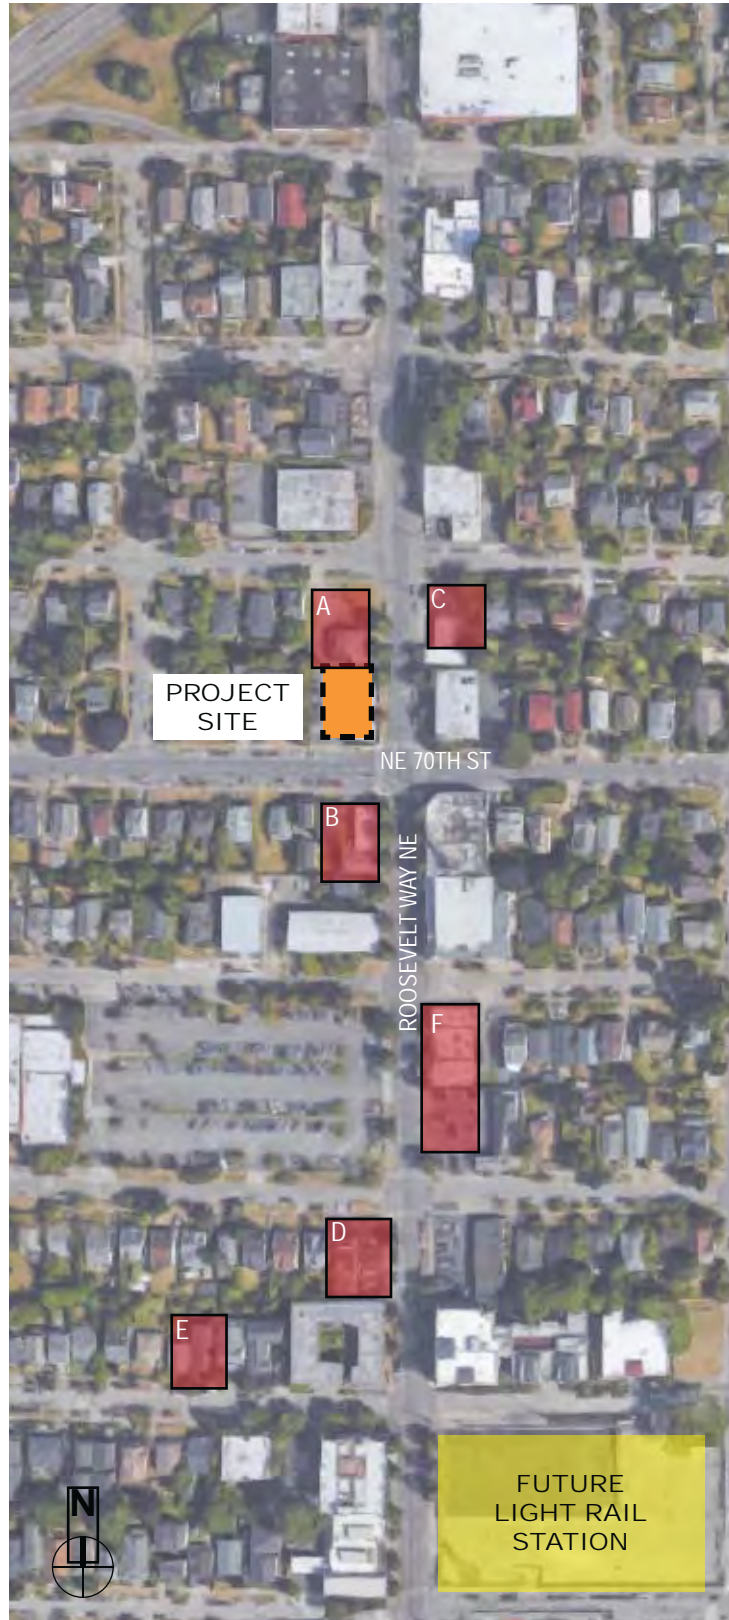 A
C
PROJECT
SITE
NE 70TH ST
B
ROOSEVELT WAY NE
F
D
E
N
FUTURE
LIGHT RAIL
STATION